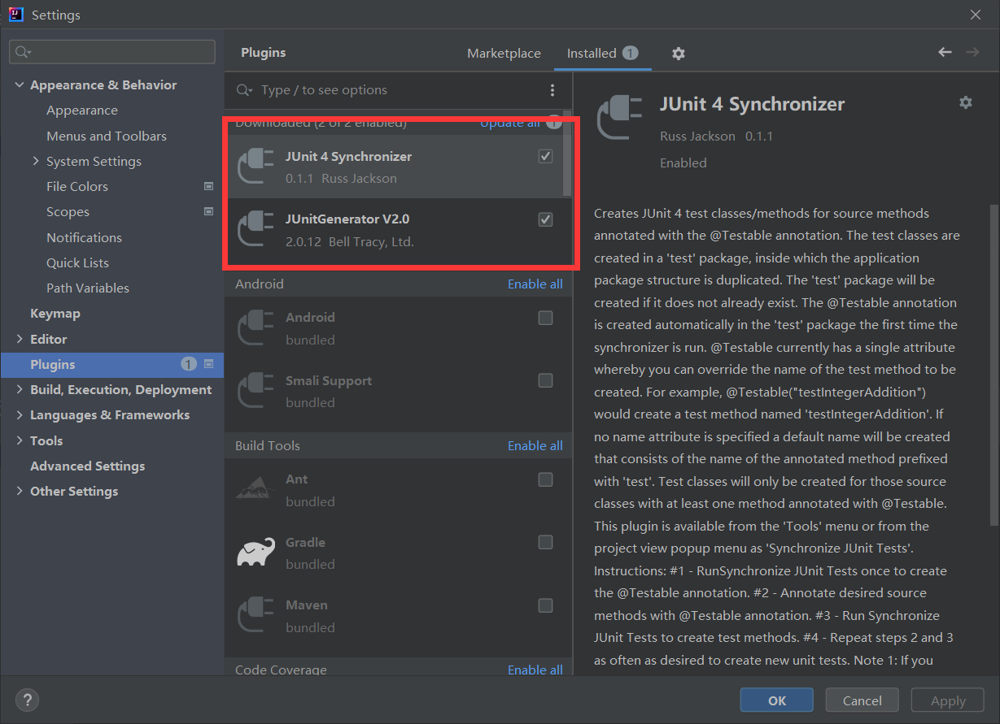 Settings
Appearance & Behavior
Appearance
Menus and Toolbars
System Settings
File Colors
Scopes
Notifications
Quick Lists
Path Variables
Keymap
Editor
Plugins 1
Build, Execution, Deployment
Languages & Frameworks
Tools
Advanced Settings
Other Settings
Plugins
Marketplace
Installed 1
Type / to see options
Downloaded (2 of 2 enabled) Update all 1
JUnit 4 Synchronizer
0.1.1 Russ Jackson
JUnitGenerator V2.0
2.0.12 Bell Tracy, Ltd.
Android Enable all
Android
bundled
Smali Support
bundled
Build Tools Enable all
Ant
bundled
Gradle
bundled
Maven
bundled
Code Coverage Enable all
JUnit 4 Synchronizer
Russ Jackson 0.1.1
Enabled
Creates JUnit 4 test classes/methods for source methods
annotated with the @Testable annotation. The test classes are
created in a 'test' package, inside which the application
package structure is duplicated. The 'test' package will be
created if it does not already exist. The @Testable annotation
is created automatically in the 'test' package the first time the
synchronizer is run. @Testable currently has a single attribute
whereby you can override the name of the test method to be
created. For example, @Testable("testIntegerAddition")
would create a test method named 'testIntegerAddition'. If
no name attribute is specified a default name will be created
that consists of the name of the annotated method prefixed
with 'test'. Test classes will only be created for those source
classes with at least one method annotated with @Testable.
This plugin is available from the 'Tools' menu or from the
project view popup menu as 'Synchronize JUnit Tests'.
Instructions: #1 - RunSynchronize JUnit Tests once to create
the @Testable annotation. #2 - Annotate desired source
methods with @Testable annotation. #3 - Run Synchronize
JUnit Tests to create test methods. #4 - Repeat steps 2 and 3
as often as desired to create new unit tests. Note 1: If you
?
OK
Cancel
Apply